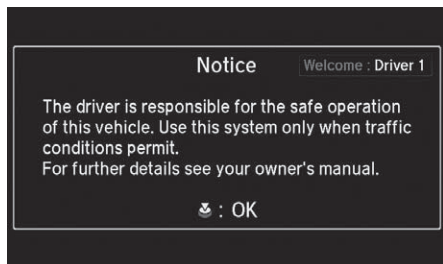 Notice
Welcome : Driver 1
The driver is responsible for the safe operation
of this vehicle. Use this system only when traffic
conditions permit.
For further details see your owner's manual.
: OK